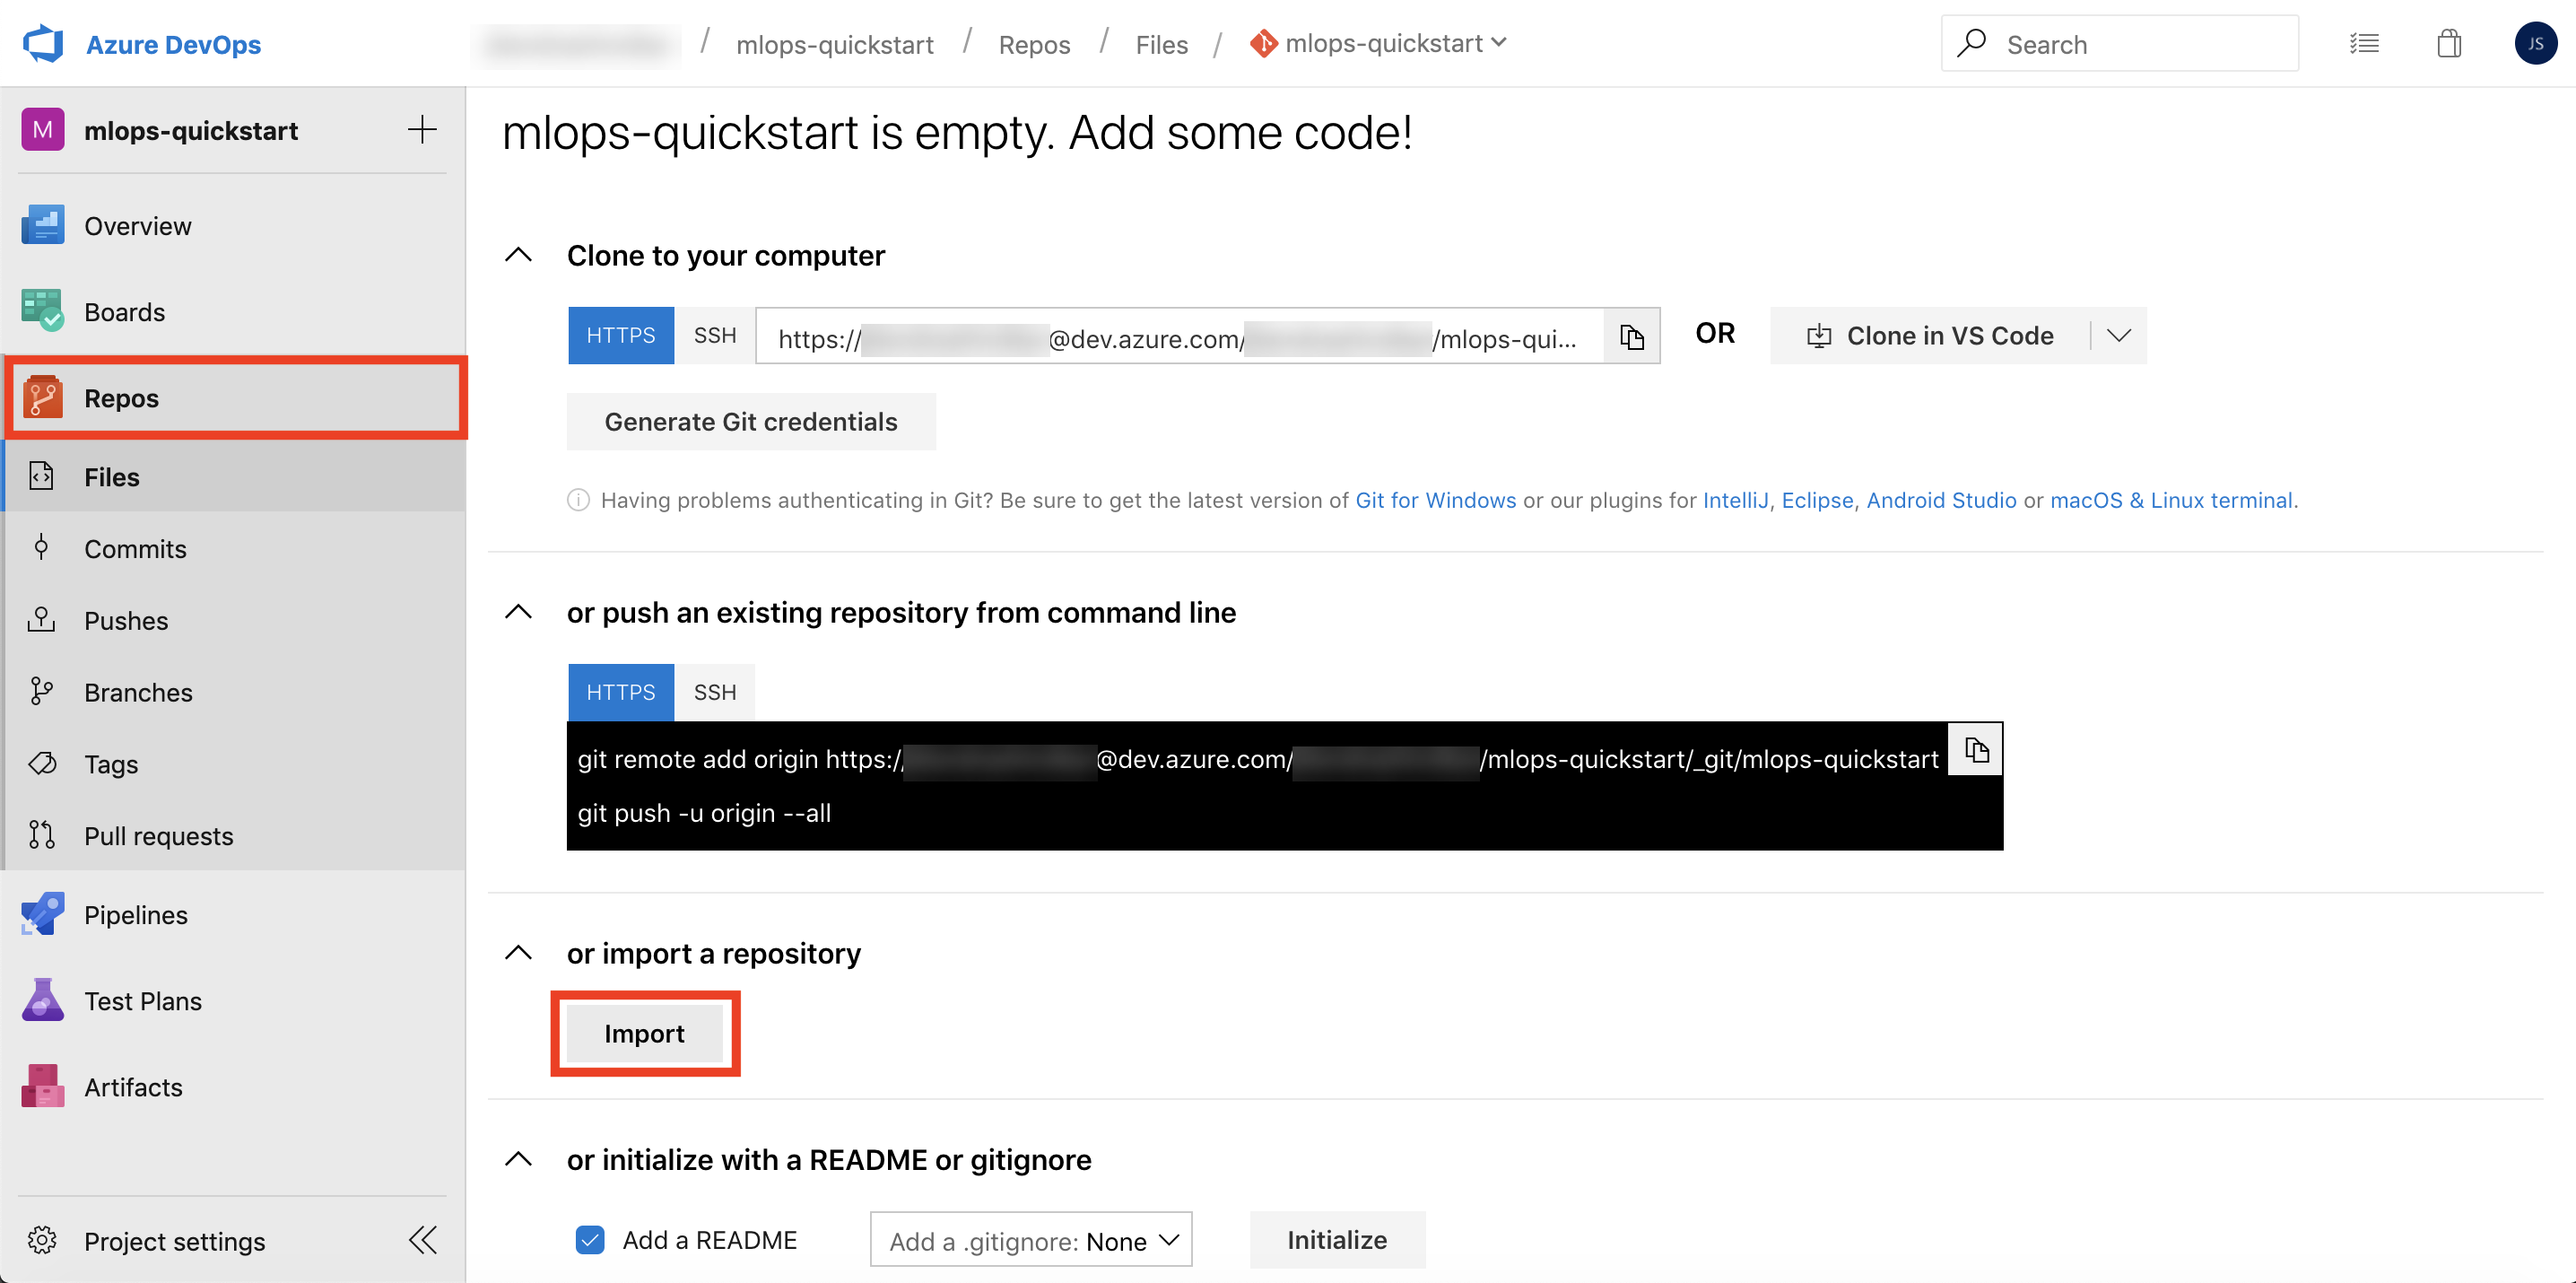 Azure DevOps
/ mlops-quickstart / Repos / Files / mlops-quickstart
Search
JS
M mlops-quickstart
Overview
Boards
Repos
Files
Commits
Pushes
Branches
Tags
Pull requests
Pipelines
Test Plans
Artifacts
Project settings
mlops-quickstart is empty. Add some code!
Clone to your computer
HTTPS SSH https:// @dev.azure.com/ /mlops-qui... OR Clone in VS Code
Generate Git credentials
Having problems authenticating in Git? Be sure to get the latest version of Git for Windows or our plugins for IntelliJ, Eclipse, Android Studio or macOS & Linux terminal.
or push an existing repository from command line
HTTPS SSH
git remote add origin https:/ @dev.azure.com/ /mlops-quickstart/_git/mlops-quickstart
git push -u origin --all
or import a repository
Import
or initialize with a README or gitignore
Add a README Add a .gitignore: None Initialize